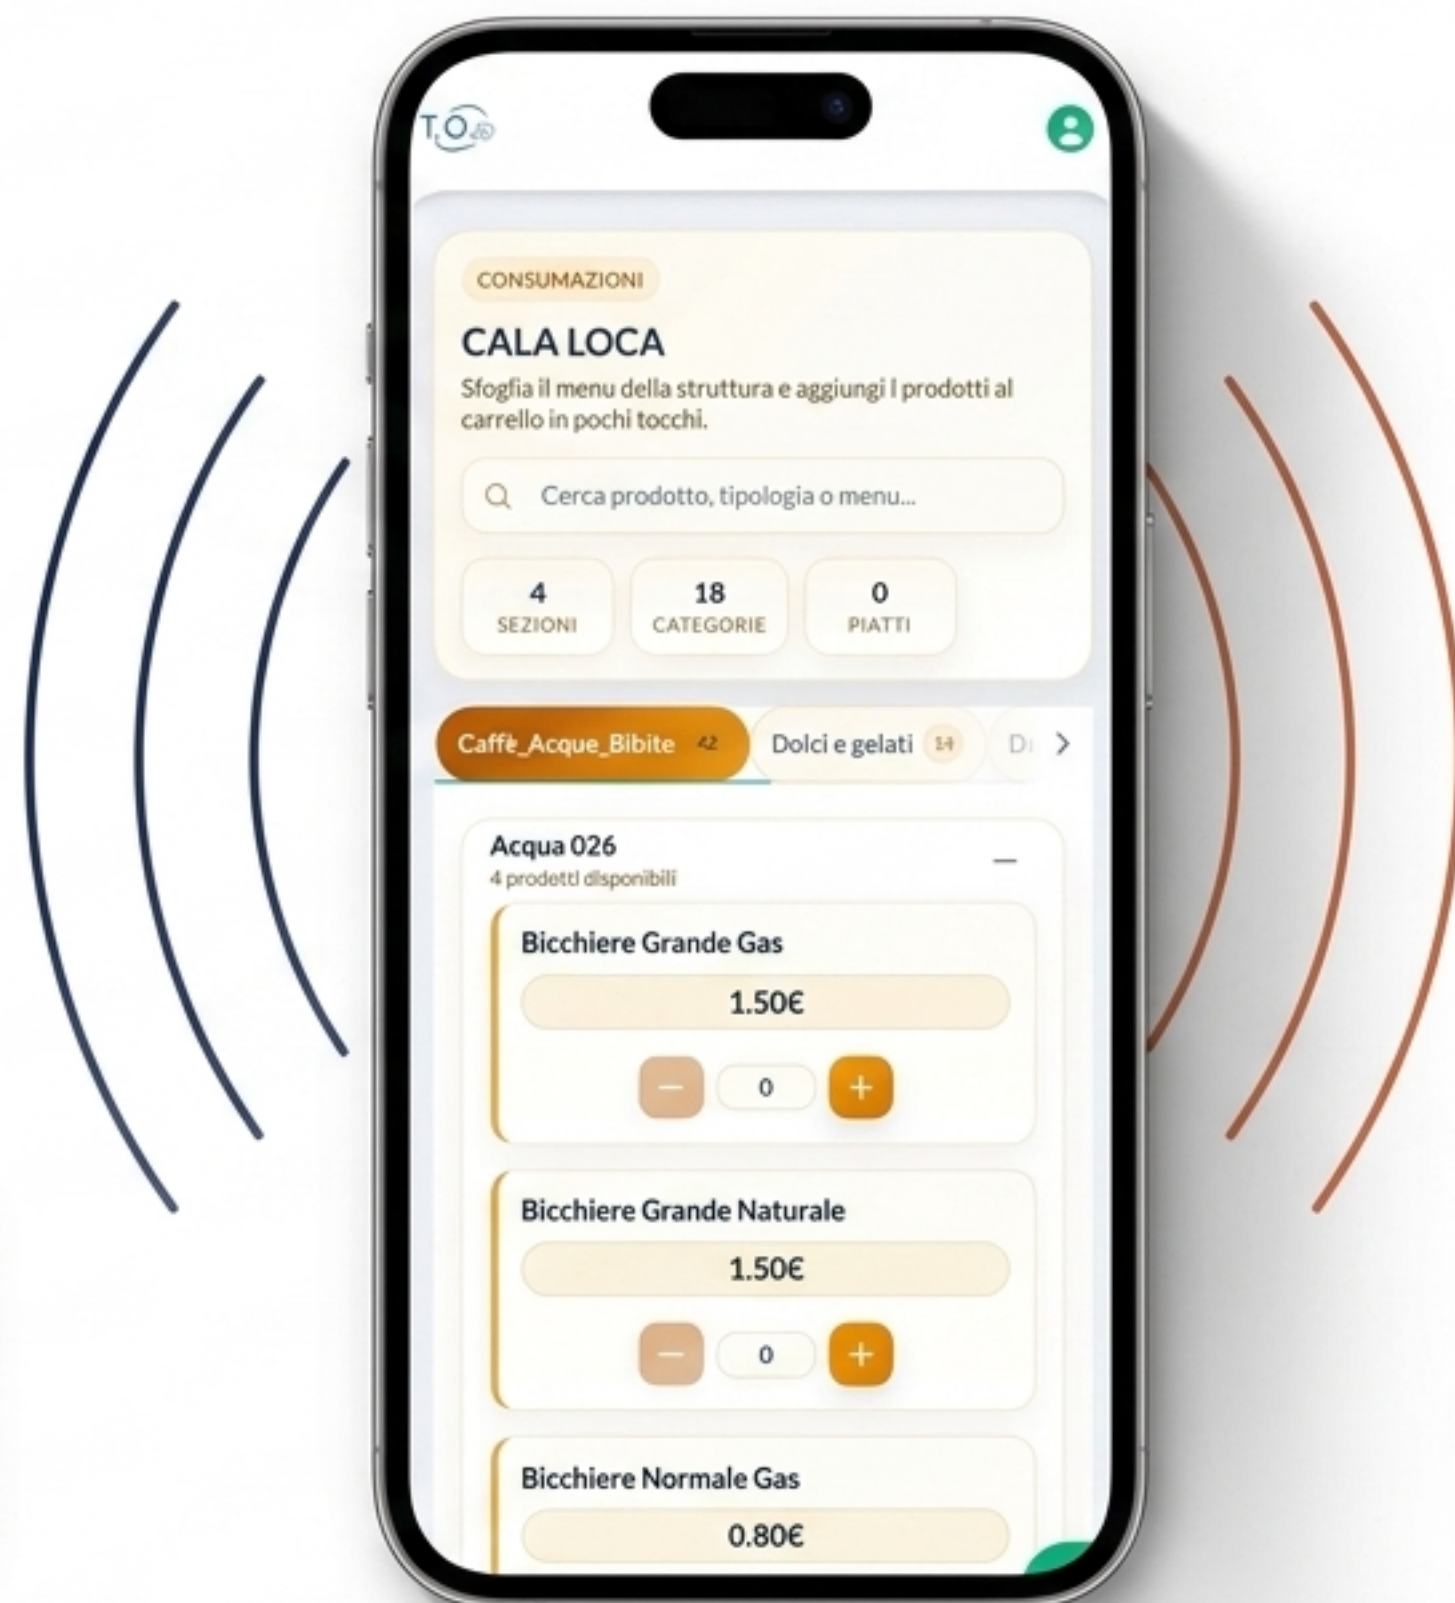 T.O
CONSUMAZIONI
CALA LOCA
Sfoglia il menu della struttura e aggiungi I prodotti al
carrello in pochi tocchi.
Cerca prodotto, tipologia o menu...
4 18 0
SEZIONI CATEGORIE PIATTI
Caffè_Acque_Bibite 42 Dolci e gelati
Acqua 026
4 prodetti disponibili
Bicchiere Grande Gas
1.50€
0
Bicchiere Grande Naturale
1.50€
0
Bicchiere Normale Gas
0.80€